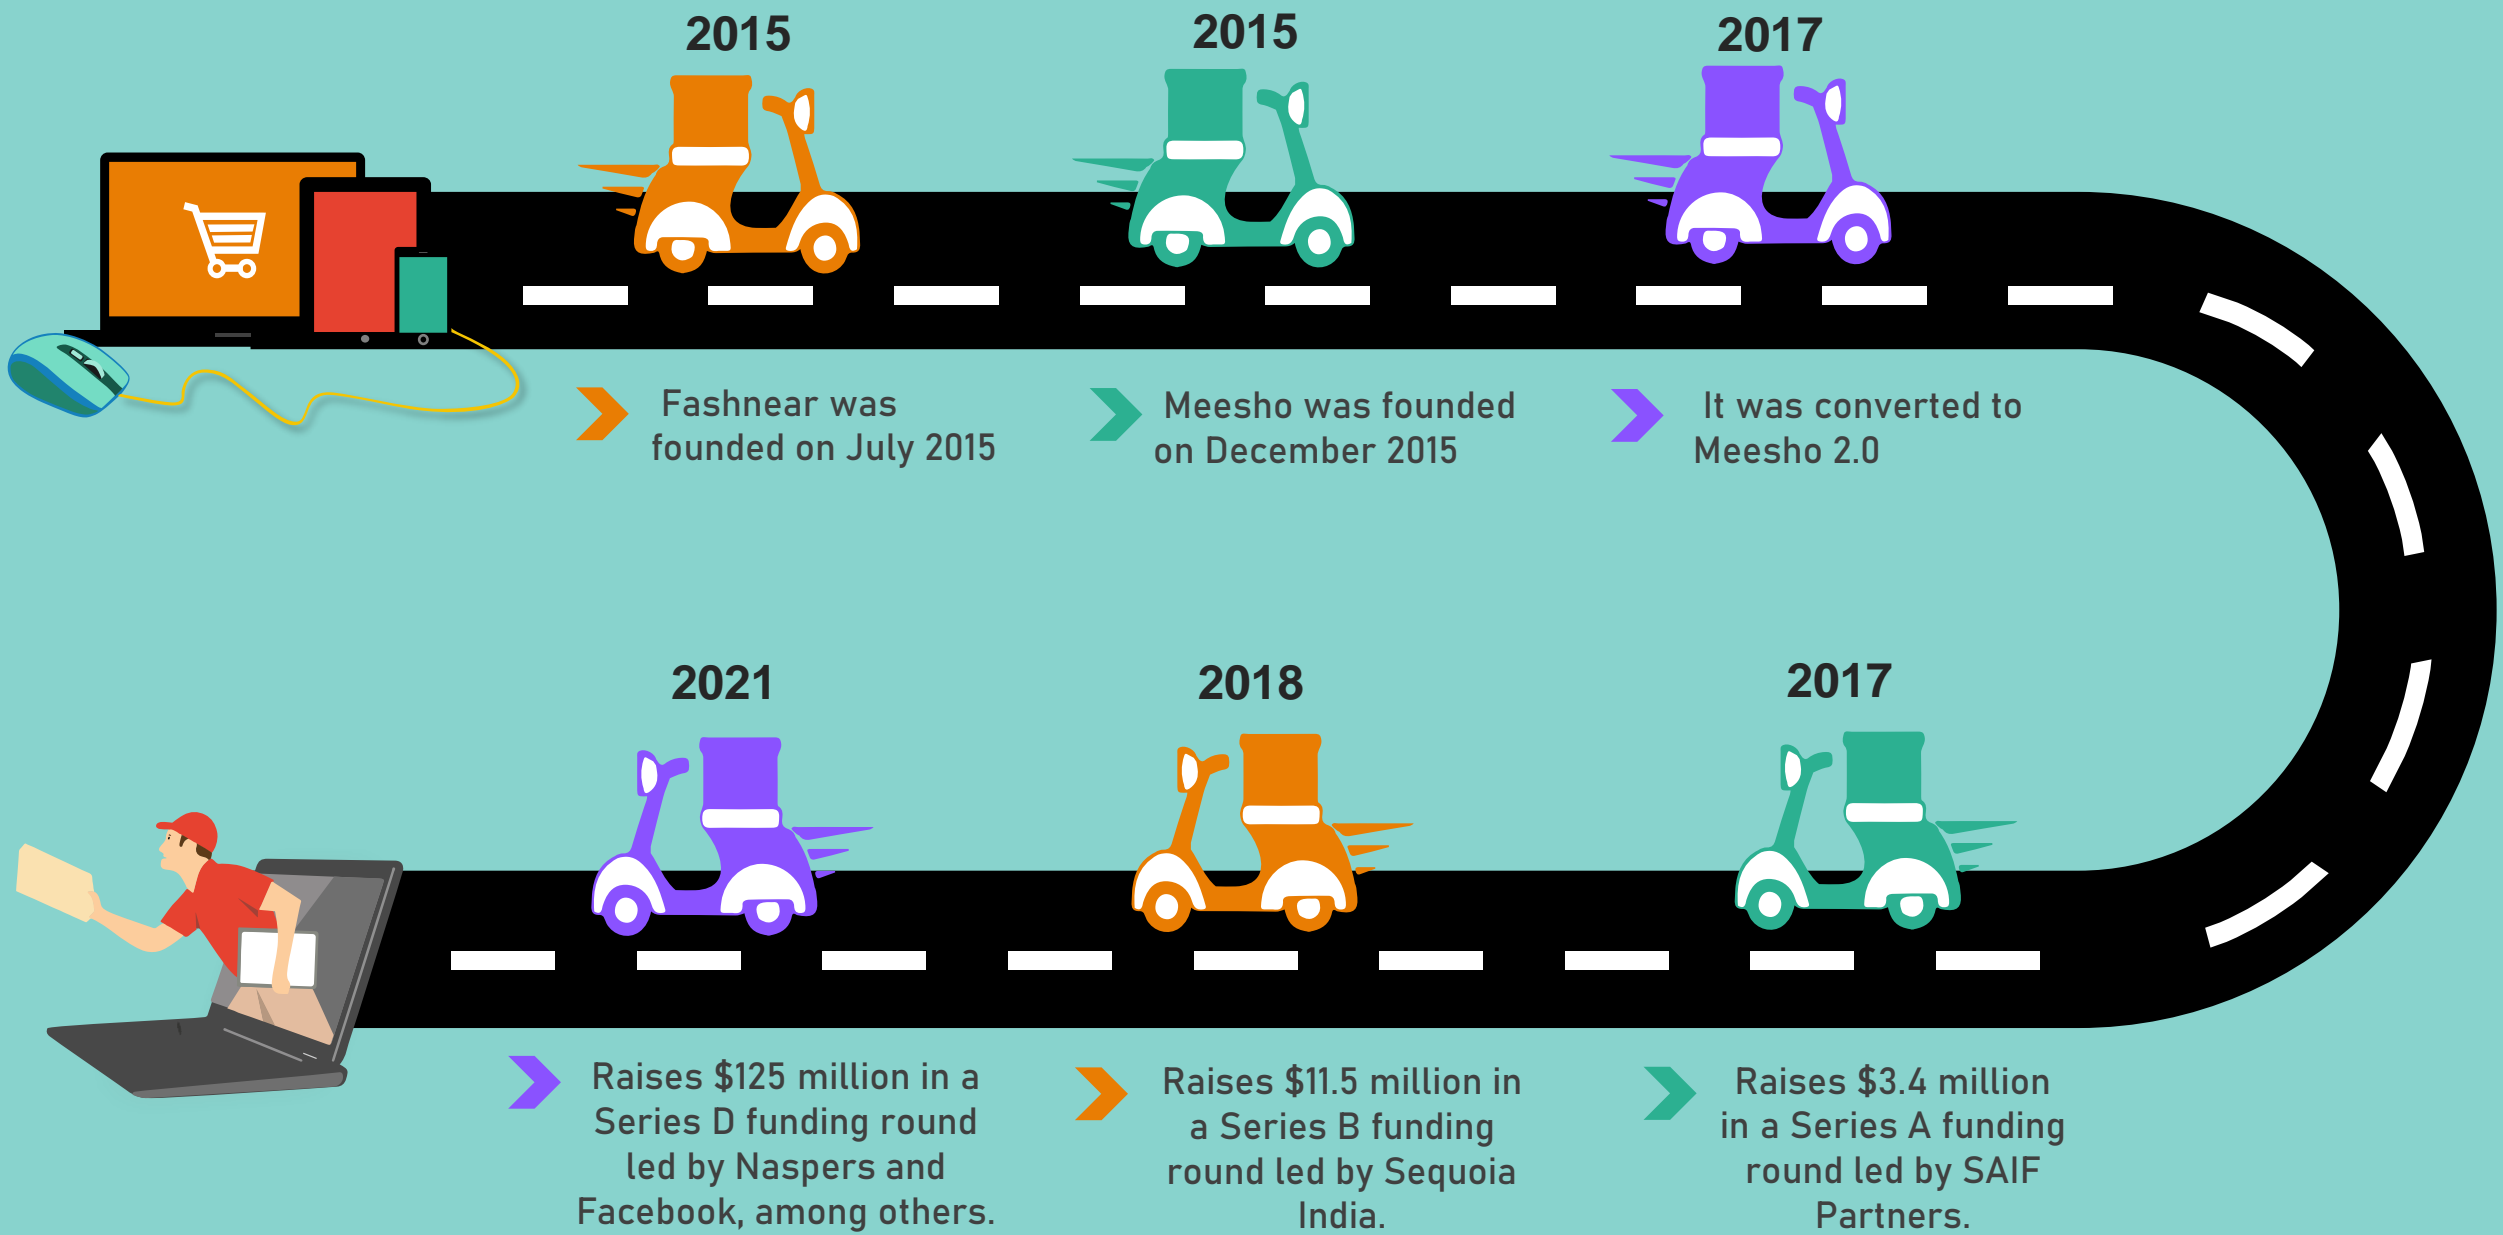 2015
Fashnear was
founded on July 2015
2015
Meesho was founded
on December 2015
2017
It was converted to
Meesho 2.0
2017
Raises $3.4 million
in a Series A funding
round led by SAIF
Partners.
2018
Raises $11.5 million in
a Series B funding
round led by Sequoia
India.
2021
Raises $125 million in a
Series D funding round
led by Naspers and
Facebook, among others.